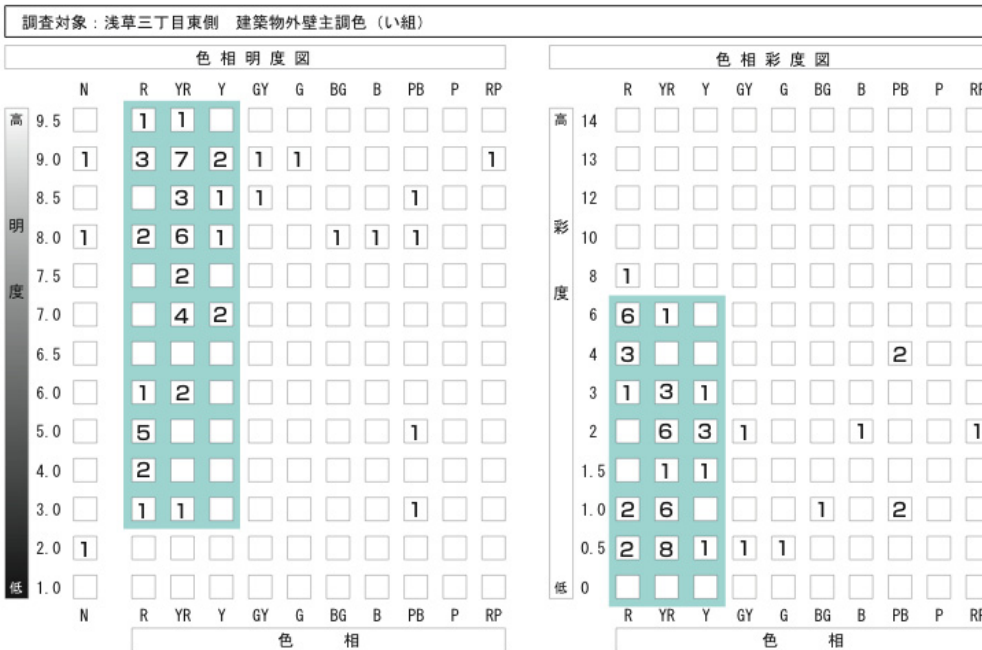 調査対象：浅草三丁目東側　建築物外壁主調色（い組）
色相明度図
N R YR Y GY G BG B PB P RP
高 9.5 1 1
9.0 1 3 7 2 1 1 1
8.5 3 1 1 1
明
8.0 1 2 6 1 1 1 1
7.5 2
度
7.0 4 2
6.5
6.0 1 2
5.0 5 1
4.0 2
3.0 1 1 1
2.0 1
低 1.0
N R YR Y GY G BG B PB P RP
色相
色相彩度図
R YR Y GY G BG B PB P RP
高 14
13
12
彩
10
8 1
度
6 6 1
4 3 2
3 1 3 1
2 6 3 1 1 1
1.5 1 1
1.0 2 6 1 2
0.5 2 8 1 1 1
低 0
R YR Y GY G BG B PB P RP
色相